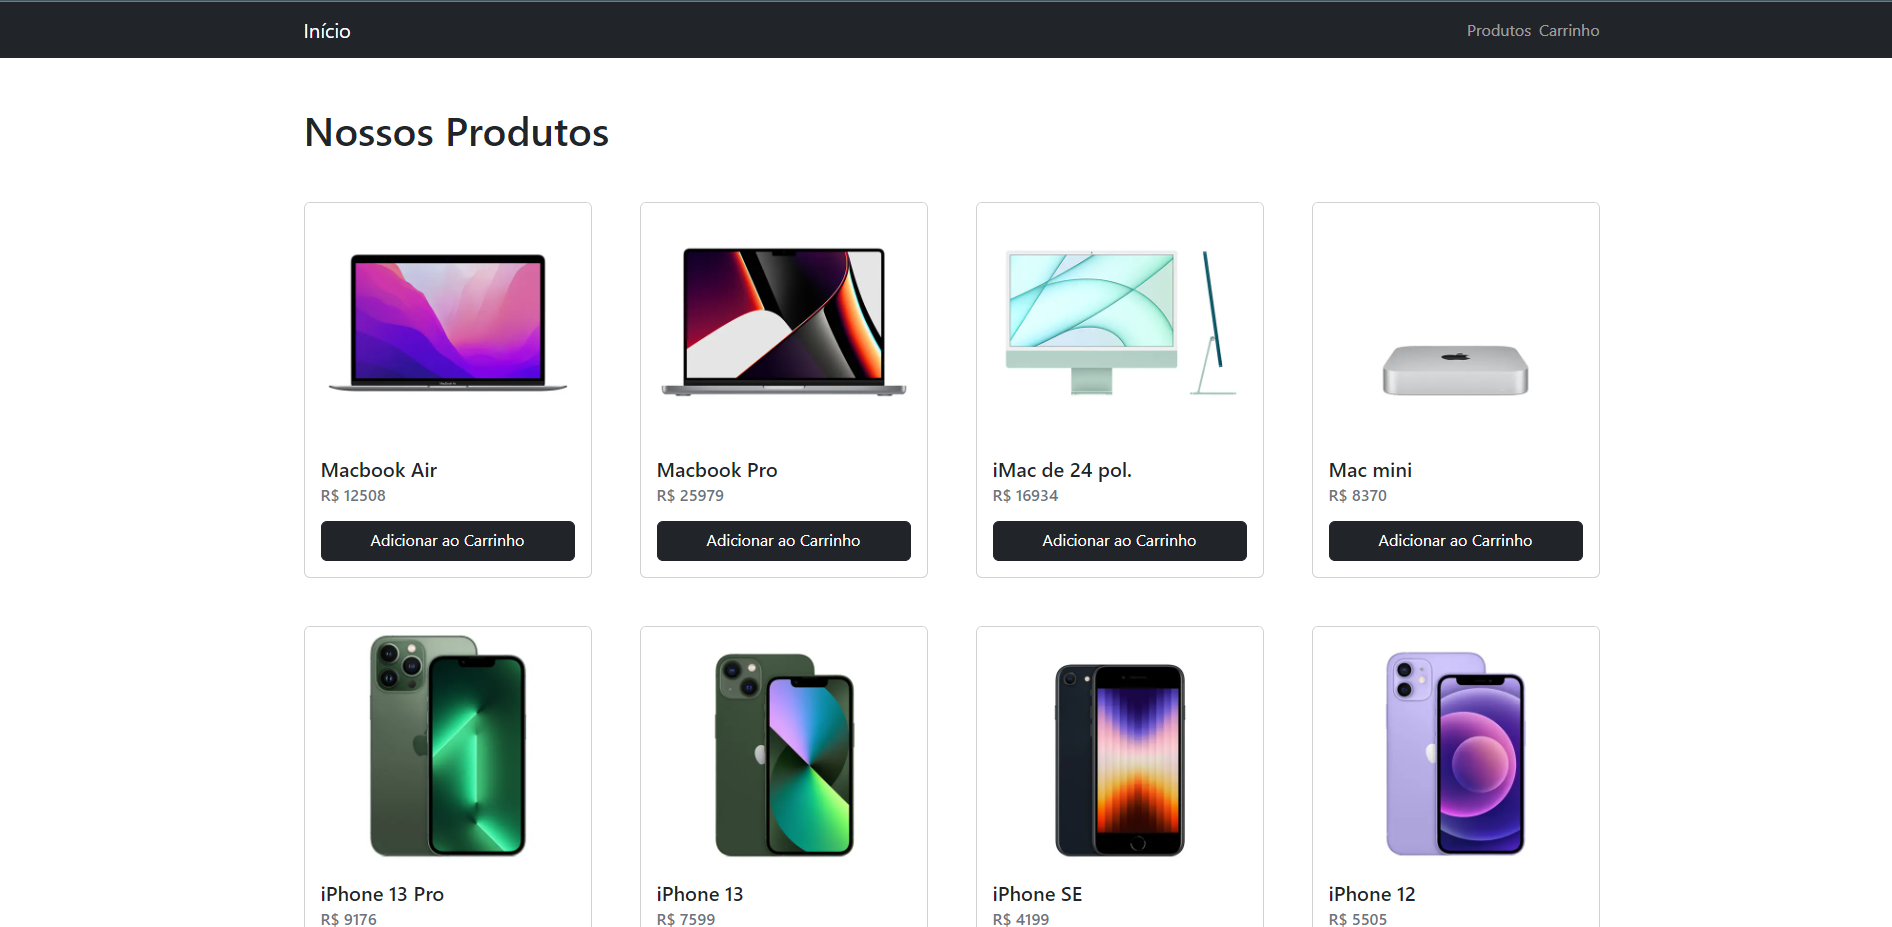 Início
Produtos Carrinho
Nossos Produtos
Macbook Air
R$ 12508
Adicionar ao Carrinho
Macbook Pro
R$ 25979
Adicionar ao Carrinho
iMac de 24 pol.
R$ 16934
Adicionar ao Carrinho
Mac mini
R$ 8370
Adicionar ao Carrinho
iPhone 13 Pro
R$ 9176
iPhone 13
R$ 7599
iPhone SE
R$ 4199
iPhone 12
R$ 5505